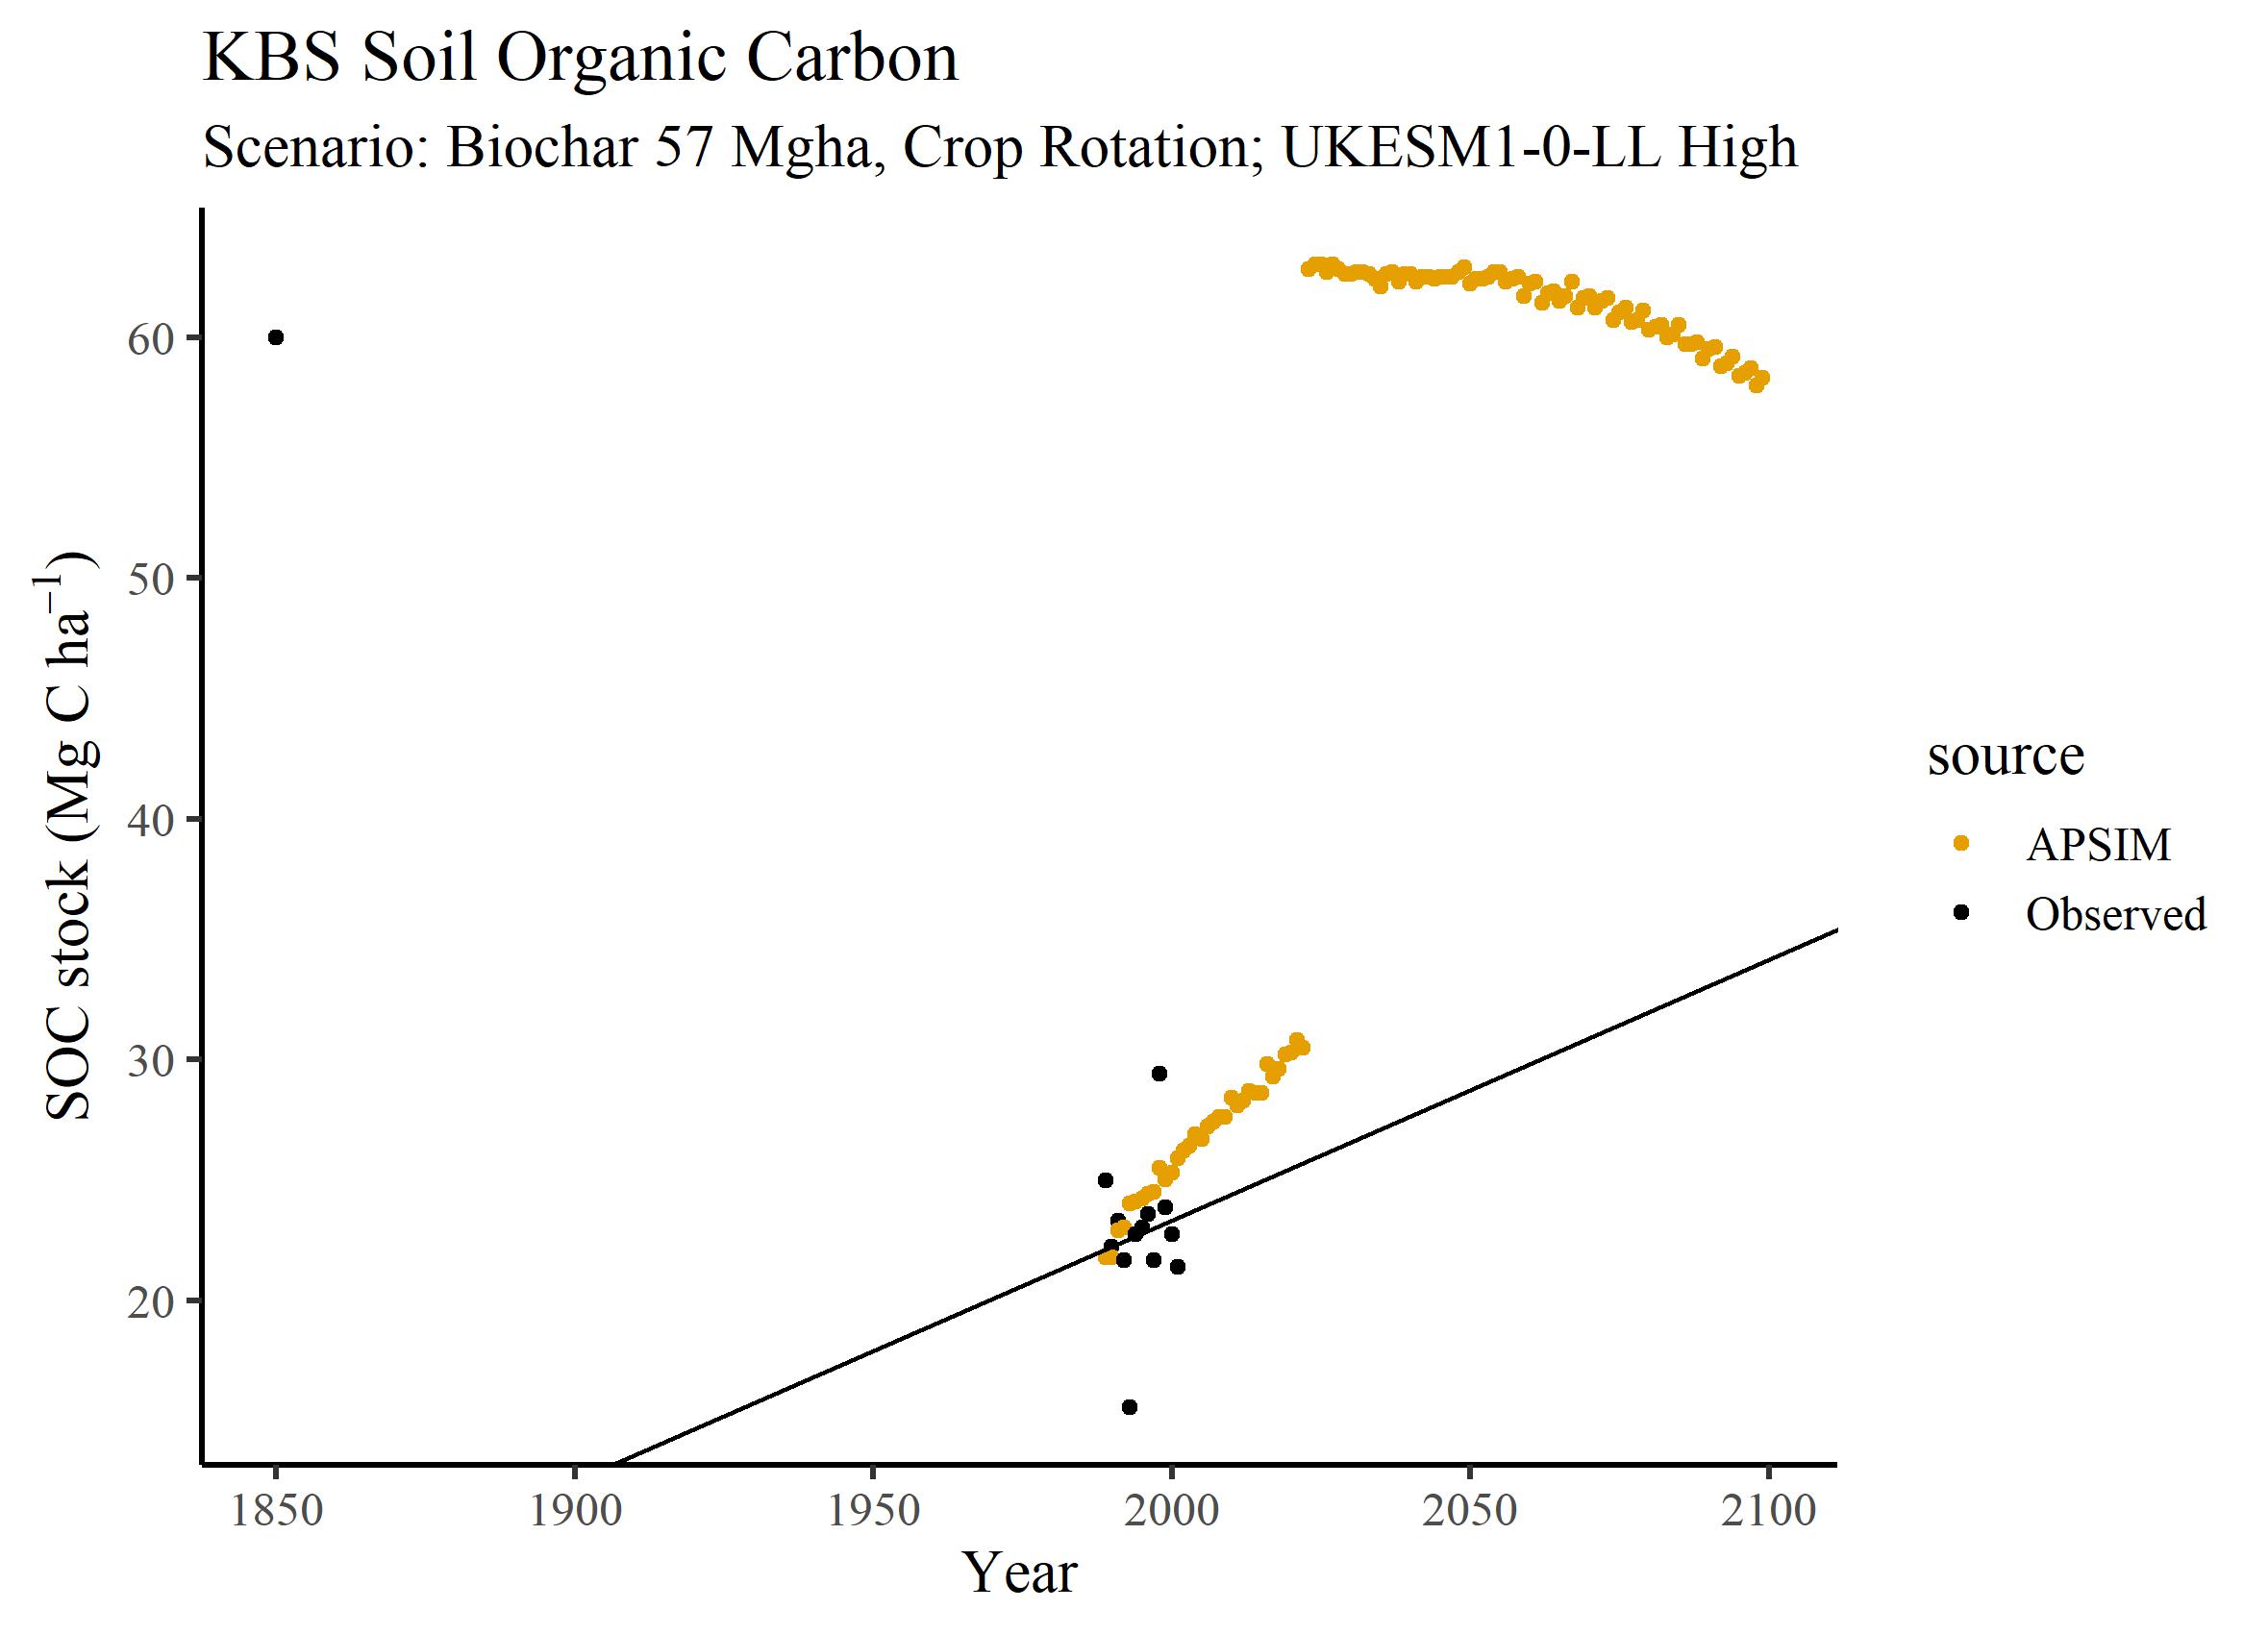 KBS Soil Organic Carbon
Scenario: Biochar 57 Mgha, Crop Rotation; UKESM1-0-LL High
SOC stock (Mg C ha⁻¹)
60
50
40
30
20
1850
1900
1950
2000
2050
2100
Year
source
APSIM
Observed